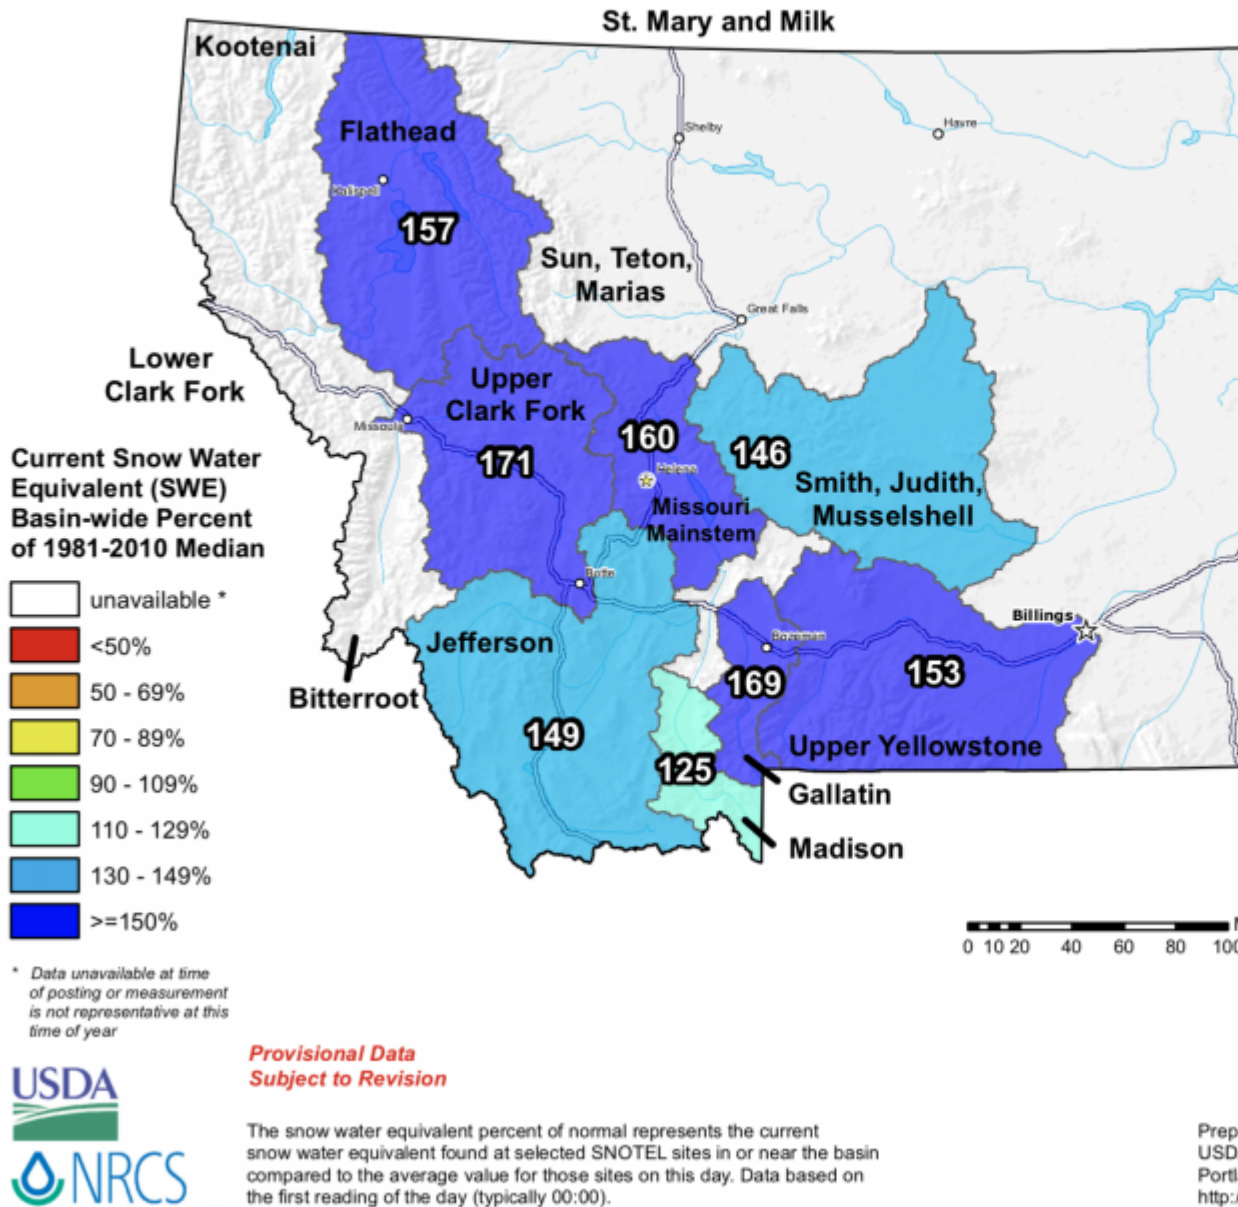 St. Mary and Milk
Kootenai
Flathead
Shelby
Havre
Kalispell
157
Sun, Teton,
Marias
Great Falls
Lower
Clark Fork
Upper
Clark Fork
Missoula
171
160
Helena
146
Smith, Judith,
Musselshell
Missouri
Mainstem
Current Snow Water
Equivalent (SWE)
Basin-wide Percent
of 1981-2010 Median
unavailable *
<50%
50 - 69%
70 - 89%
90 - 109%
110 - 129%
130 - 149%
>=150%
Butte
Billings
Jefferson
Bozeman
Bitterroot
169
153
149
Upper Yellowstone
125
Gallatin
Madison
0 10 20 40 60 80 100
* Data unavailable at time
of posting or measurement
is not representative at this
time of year
Provisional Data
Subject to Revision
USDA
NRCS
The snow water equivalent percent of normal represents the current
snow water equivalent found at selected SNOTEL sites in or near the basin
compared to the average value for those sites on this day. Data based on
the first reading of the day (typically 00:00).
Prep
USD
Portl
http:/